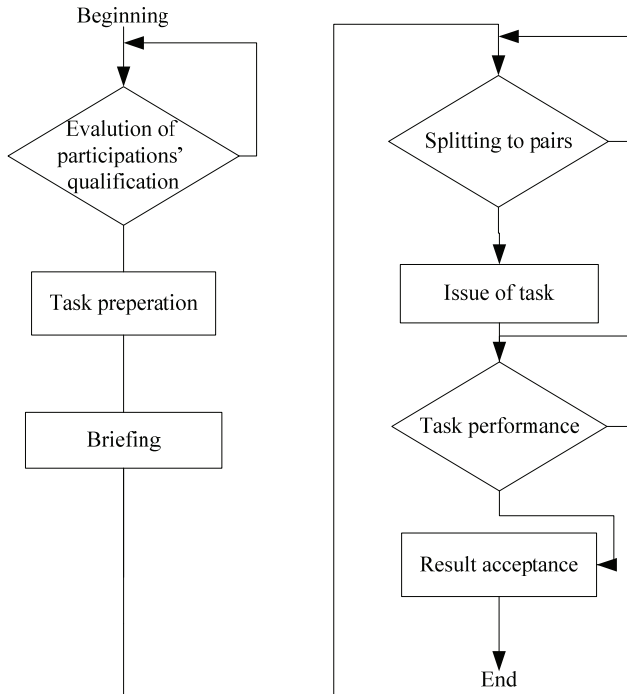 Beginning
Evalution of
participations’
qualification
Task preperation
Briefing
Splitting to pairs
Issue of task
Task performance
Result acceptance
End